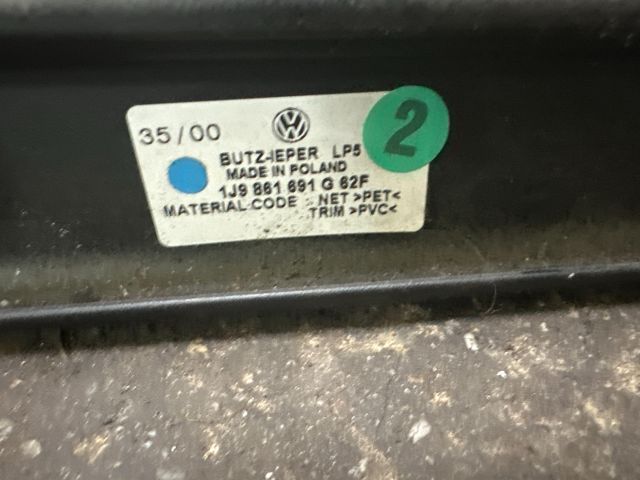 35/00
2
BUTZ-IEPER LP5
MADE IN POLAND
1J9 861 691 G 62F
MATERIAL CODE : NET >PET<
TRIM >PVC<